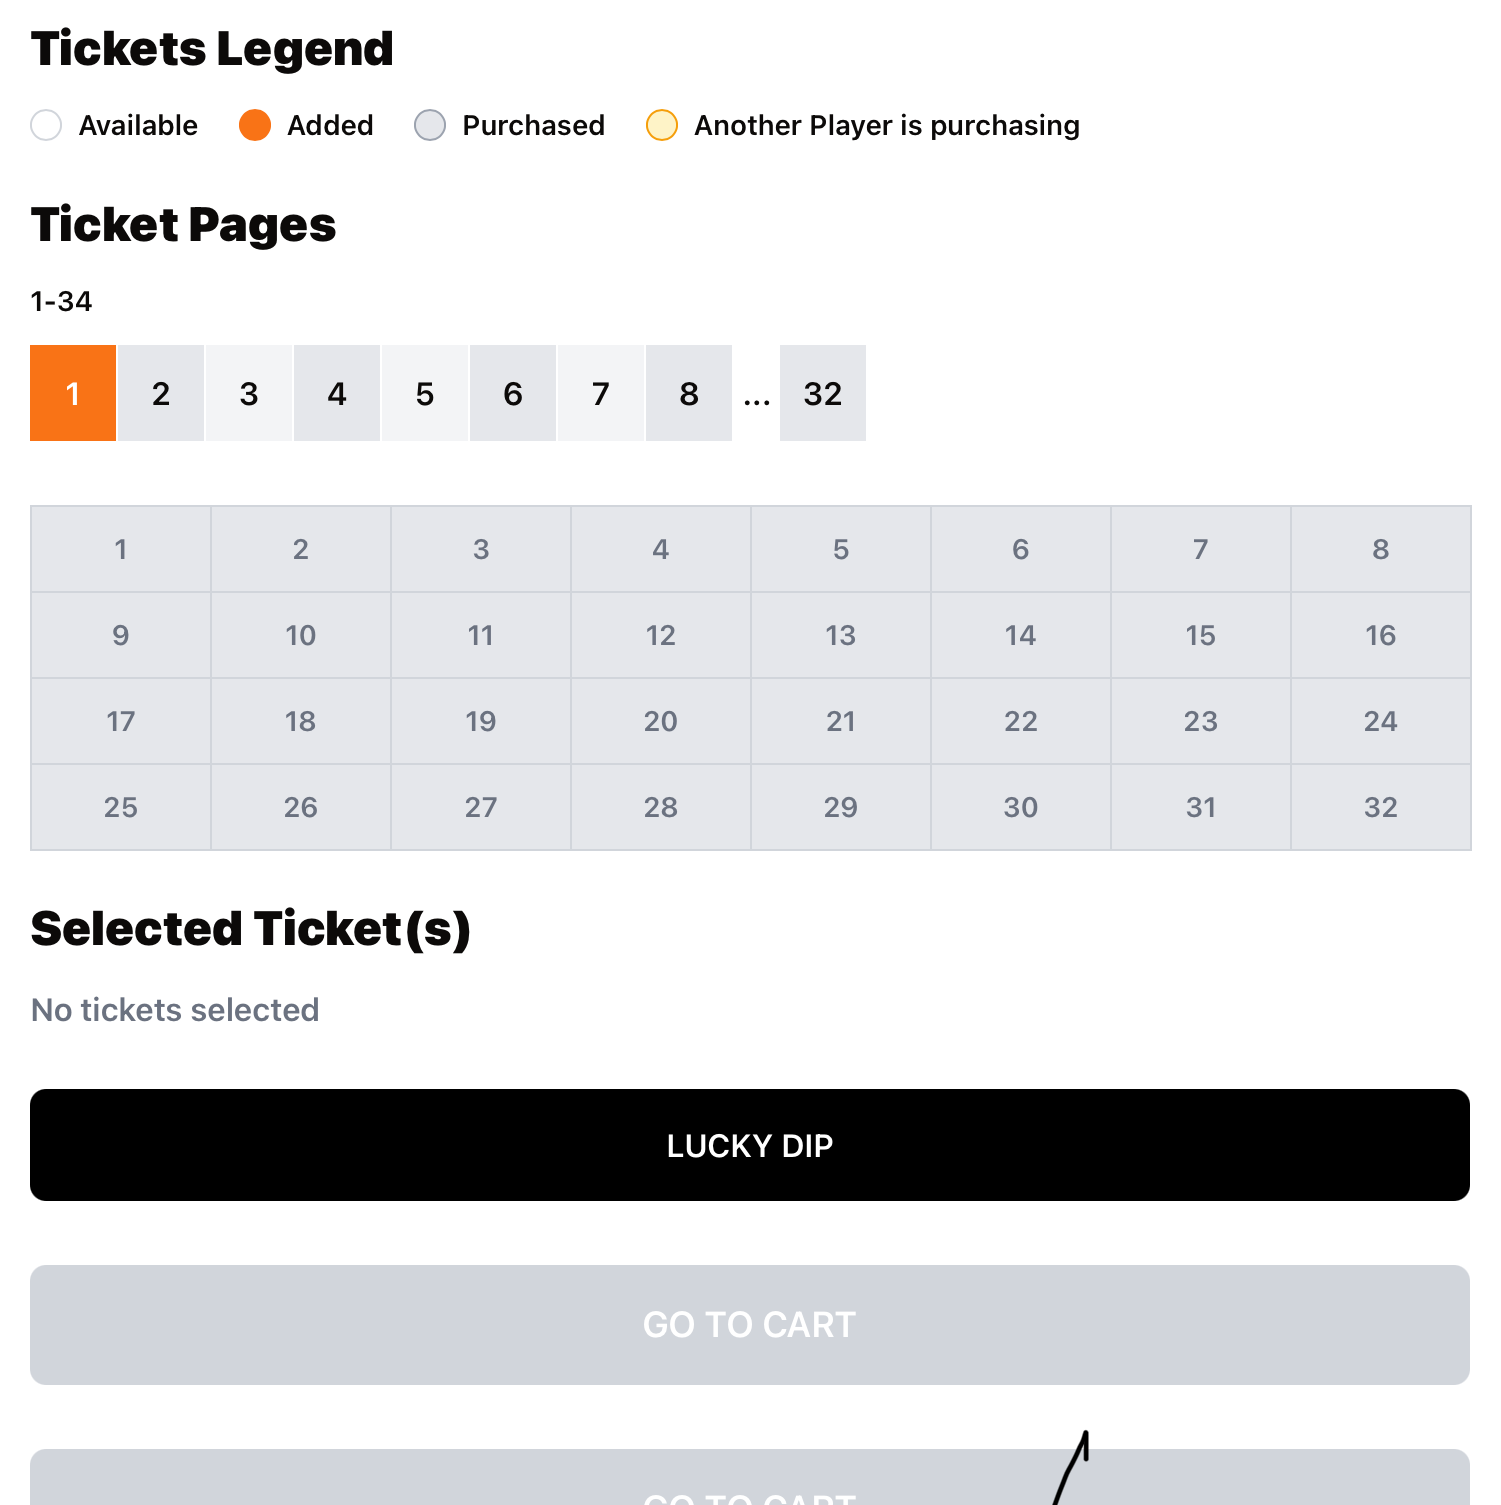 Tickets Legend
Available Added Purchased Another Player is purchasing
Ticket Pages
1-34
1 2 3 4 5 6 7 8 ... 32
1 2 3 4 5 6 7 8
9 10 11 12 13 14 15 16
17 18 19 20 21 22 23 24
25 26 27 28 29 30 31 32
Selected Ticket(s)
No tickets selected
LUCKY DIP
GO TO CART
GO TO CART